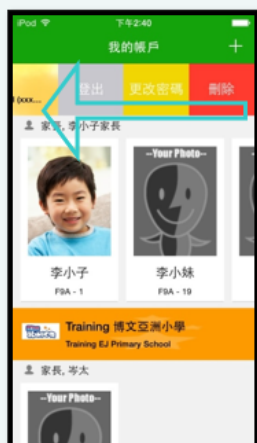 iPod 下午2:40
我的帳戶 +
(xxx... 登出 更改密碼 刪除
家長, 李小子家長
--Your Photo--
李小子 李小妹
F9A - 1 F9A - 19
Training 博文亞洲小學
Training EJ Primary School
家長, 岑太
--Your Photo--